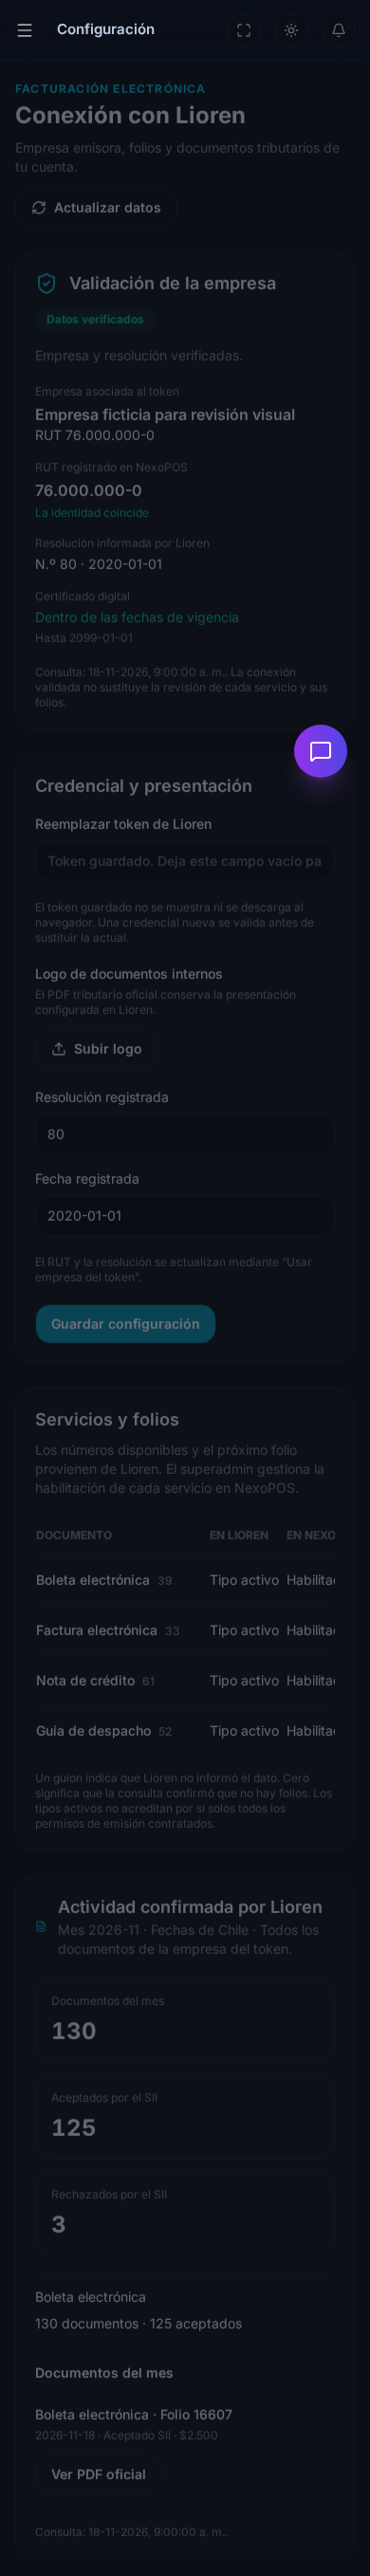 Configuración
FACTURACIÓN ELECTRÓNICA
Conexión con Lioren
Empresa emisora, folios y documentos tributarios de
tu cuenta.
Actualizar datos
Validación de la empresa
Datos verificados
Empresa y resolución verificadas.
Empresa asociada al token
Empresa ficticia para revisión visual
RUT 76.000.000-0
RUT registrado en NexoPOS
76.000.000-0
La identidad coincide
Resolución informada por Lioren
N.º 80 · 2020-01-01
Certificado digital
Dentro de las fechas de vigencia
Hasta 2099-01-01
Consulta: 18-11-2026, 9:00:00 a. m.. La conexión
validada no sustituye la revisión de cada servicio y sus
folios.
Credencial y presentación
Reemplazar token de Lioren
Token guardado. Deja este campo vacío pa
El token guardado no se muestra ni se descarga al
navegador. Una credencial nueva se valida antes de
sustituir la actual.
Logo de documentos internos
El PDF tributario oficial conserva la presentación
configurada en Lioren.
Subir logo
Resolución registrada
80
Fecha registrada
2020-01-01
El RUT y la resolución se actualizan mediante “Usar
empresa del token”.
Guardar configuración
Servicios y folios
Los números disponibles y el próximo folio
provienen de Lioren. El superadmin gestiona la
habilitación de cada servicio en NexoPOS.
DOCUMENTO EN LIOREN EN NEXO
Boleta electrónica 39 Tipo activo Habilitad
Factura electrónica 33 Tipo activo Habilitad
Nota de crédito 61 Tipo activo Habilitad
Guía de despacho 52 Tipo activo Habilitad
Un guion indica que Lioren no informó el dato. Cero
significa que la consulta confirmó que no hay folios. Los
tipos activos no acreditan por sí solos todos los
permisos de emisión contratados.
Actividad confirmada por Lioren
Mes 2026-11 · Fechas de Chile · Todos los
documentos de la empresa del token.
Documentos del mes
130
Aceptados por el SII
125
Rechazados por el SII
3
Boleta electrónica
130 documentos · 125 aceptados
Documentos del mes
Boleta electrónica · Folio 16607
2026-11-18 · Aceptado SII · $2.500
Ver PDF oficial
Consulta: 18-11-2026, 9:00:00 a. m..